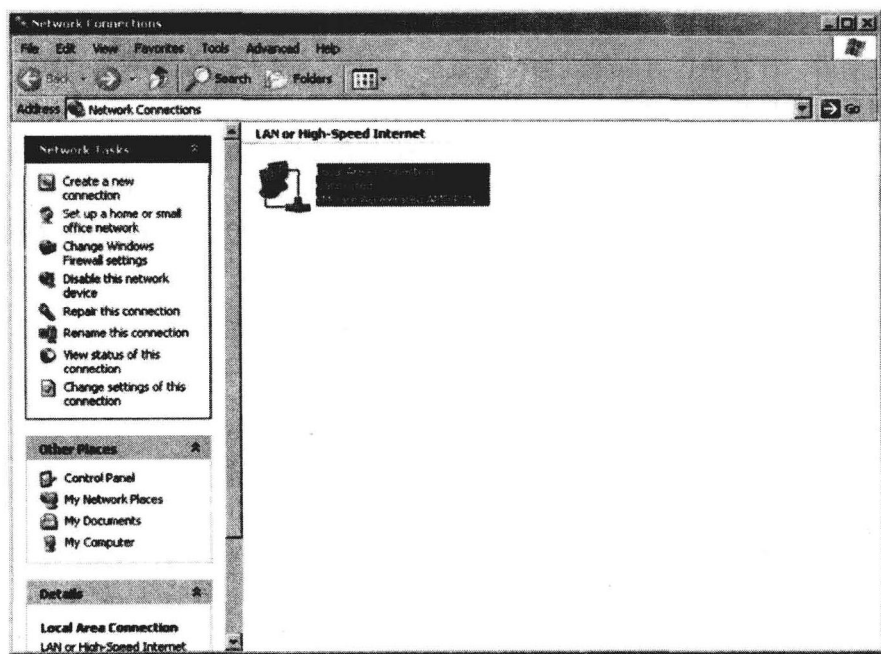 Network Connections
File Edit View Favorites Tools Advanced Help
Back Search Folders
Address Network Connections Go
Network Tasks
Create a new
connection
Set up a home or small
office network
Change Windows
Firewall settings
Disable this network
device
Repair this connection
Rename this connection
View status of this
connection
Change settings of this
connection
Other Places
Control Panel
My Network Places
My Documents
My Computer
Details
Local Area Connection
LAN or High-Speed Internet
LAN or High-Speed Internet
Local Area Connection